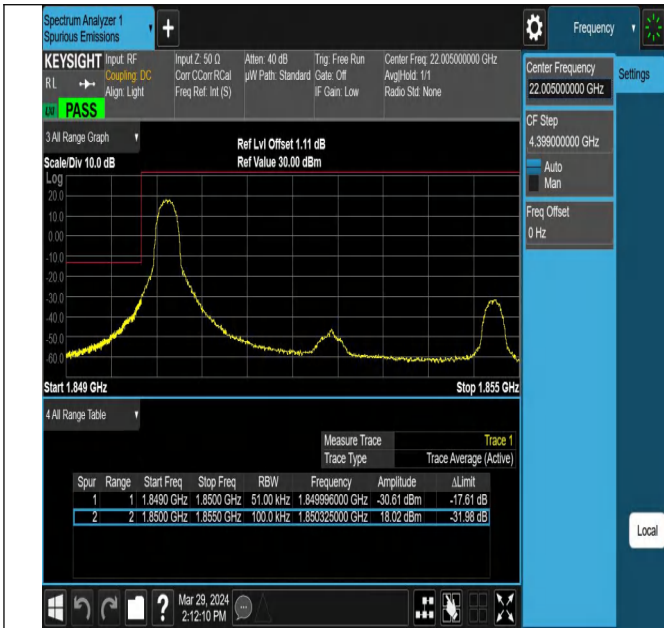 Spectrum Analyzer 1
Spurious Emissions
Frequency
KEYSIGHT Input: RF Input Z: 50 Ω Atten: 40 dB Trig: Free Run Center Freq: 22.005000000 GHz
RL Coupling: DC Corr CCorr RCal µW Path: Standard Gate: Off Avg|Hold: 1/1
Align: Light Freq Ref: Int (S) IF Gain: Low Radio Std: None
PASS
Center Frequency
22.005000000 GHz
Settings
CF Step
4.399000000 GHz
Auto
Man
Freq Offset
0 Hz
3 All Range Graph
Ref Lvl Offset 1.11 dB
Scale/Div 10.0 dB Ref Value 30.00 dBm
Log
20.0
10.0
0.00
-10.0
-20.0
-30.0
-40.0
-50.0
-60.0
Start 1.849 GHz Stop 1.855 GHz
4 All Range Table
Measure Trace Trace 1
Trace Type Trace Average (Active)
Spur Range Start Freq Stop Freq RBW Frequency Amplitude ΔLimit
1 1 1.8490 GHz 1.8500 GHz 51.00 kHz 1.849996000 GHz -30.61 dBm -17.61 dB
2 2 1.8500 GHz 1.8550 GHz 100.0 kHz 1.850325000 GHz 18.02 dBm -31.98 dB
Local
Mar 29, 2024
2:12:10 PM